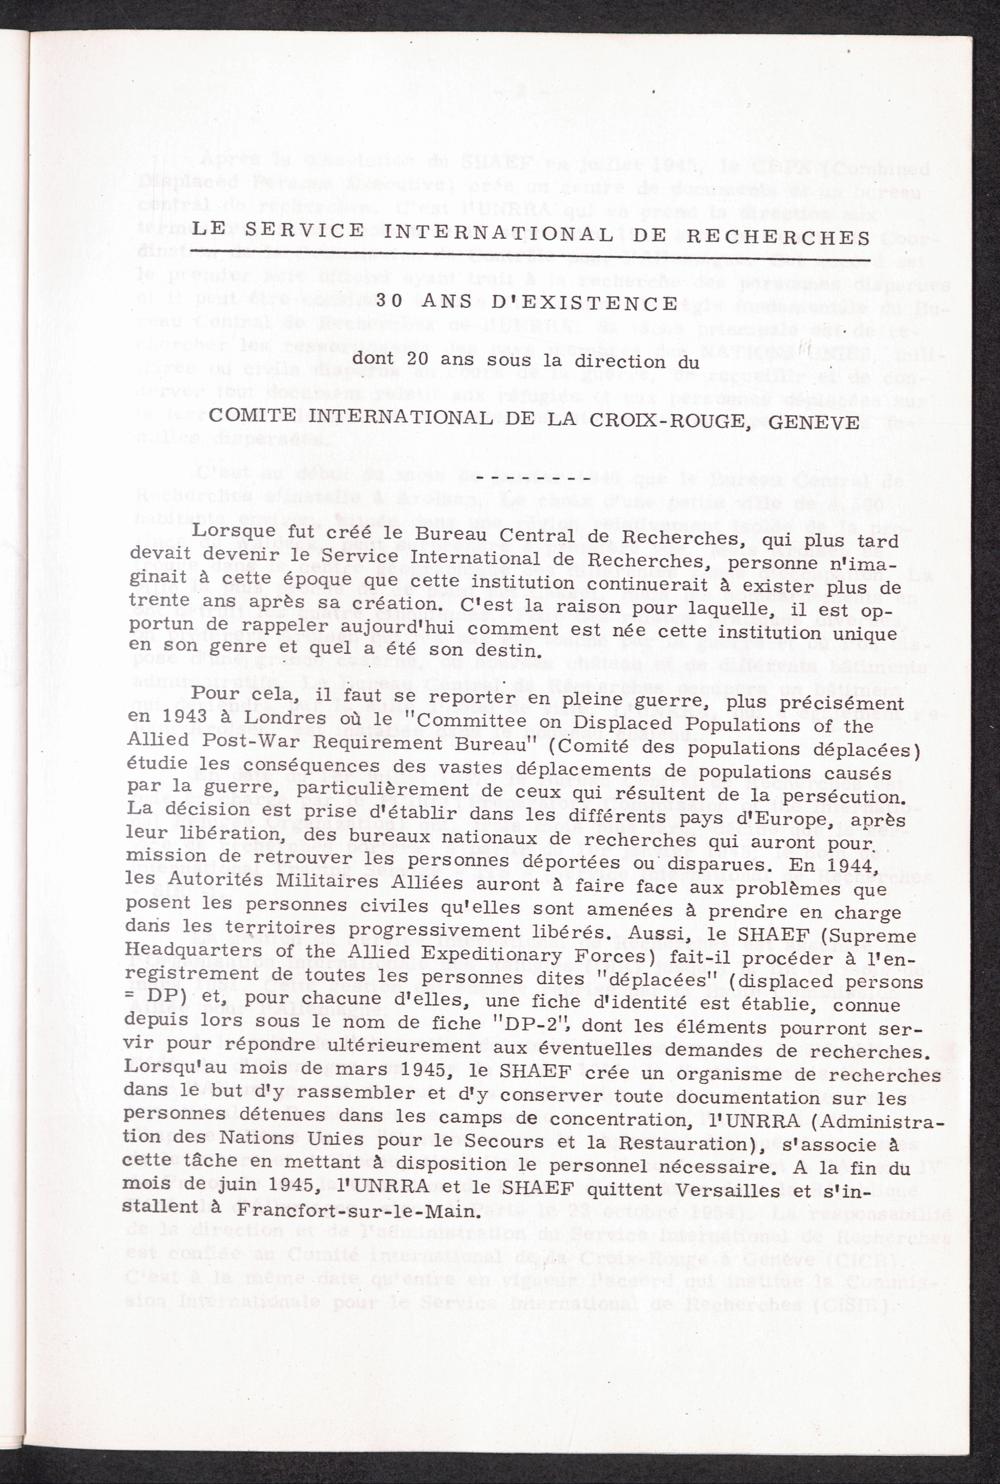 LE SERVICE INTERNATIONAL DE RECHERCHES
30 ANS D'EXISTENCE
dont 20 ans sous la direction du
COMITE INTERNATIONAL DE LA CROIX-ROUGE, GENEVE
- - - - - - - -
Lorsque fut créé le Bureau Central de Recherches, qui plus tard
devait devenir le Service International de Recherches, personne n'ima-
ginait à cette époque que cette institution continuerait à exister plus de
trente ans après sa création. C'est la raison pour laquelle, il est op-
portun de rappeler aujourd'hui comment est née cette institution unique
en son genre et quel a été son destin.
Pour cela, il faut se reporter en pleine guerre, plus précisément
en 1943 à Londres où le "Committee on Displaced Populations of the
Allied Post-War Requirement Bureau" (Comité des populations déplacées)
étudie les conséquences des vastes déplacements de populations causés
par la guerre, particulièrement de ceux qui résultent de la persécution.
La décision est prise d'établir dans les différents pays d'Europe, après
leur libération, des bureaux nationaux de recherches qui auront pour
mission de retrouver les personnes déportées ou disparues. En 1944,
les Autorités Militaires Alliées auront à faire face aux problèmes que
posent les personnes civiles qu'elles sont amenées à prendre en charge
dans les territoires progressivement libérés. Aussi, le SHAEF (Supreme
Headquarters of the Allied Expeditionary Forces) fait-il procéder à l'en-
registrement de toutes les personnes dites "déplacées" (displaced persons
= DP) et, pour chacune d'elles, une fiche d'identité est établie, connue
depuis lors sous le nom de fiche "DP-2", dont les éléments pourront ser-
vir pour répondre ultérieurement aux éventuelles demandes de recherches.
Lorsqu'au mois de mars 1945, le SHAEF crée un organisme de recherches
dans le but d'y rassembler et d'y conserver toute documentation sur les
personnes détenues dans les camps de concentration, l'UNRRA (Administra-
tion des Nations Unies pour le Secours et la Restauration), s'associe à
cette tâche en mettant à disposition le personnel nécessaire. A la fin du
mois de juin 1945, l'UNRRA et le SHAEF quittent Versailles et s'in-
stallent à Francfort-sur-le-Main.